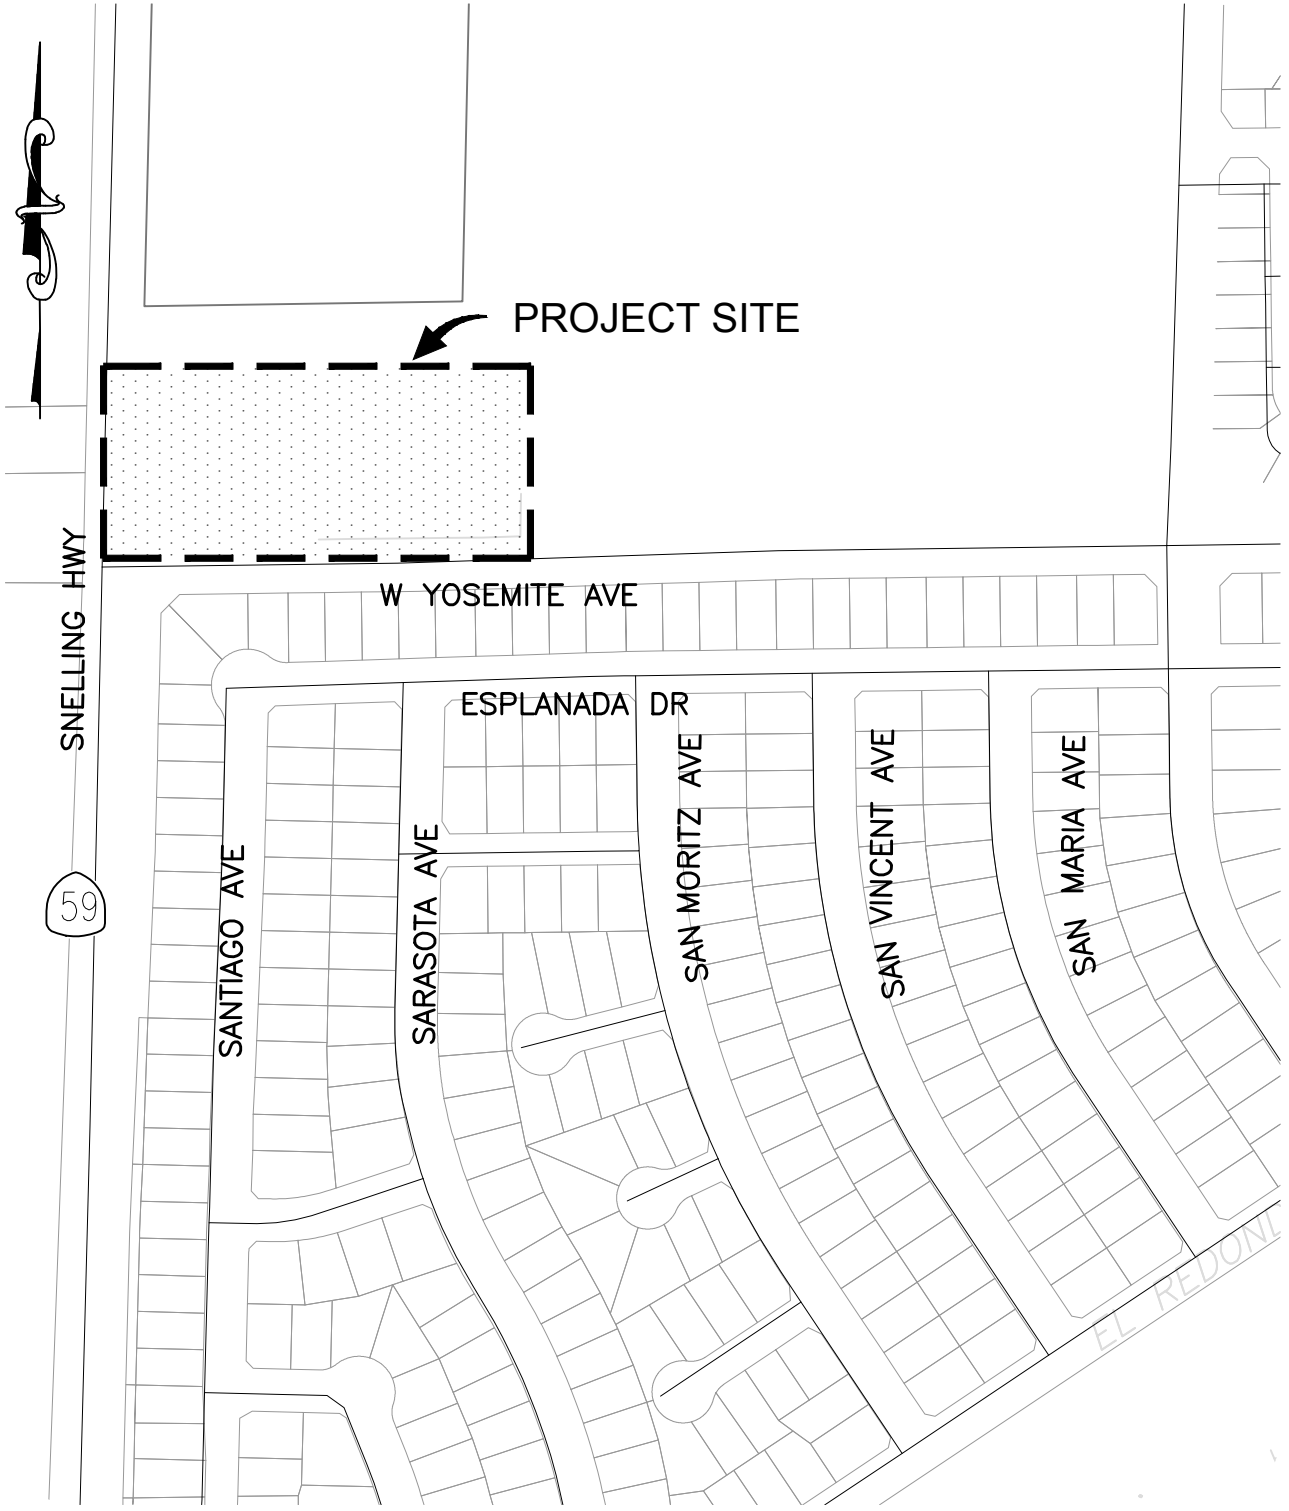 PROJECT SITE
SNELLING HWY
W YOSEMITE AVE
ESPLANADA DR
59
SANTIAGO AVE
SARASOTA AVE
SAN MORITZ AVE
SAN VINCENT AVE
SAN MARIA AVE
EL REDOND